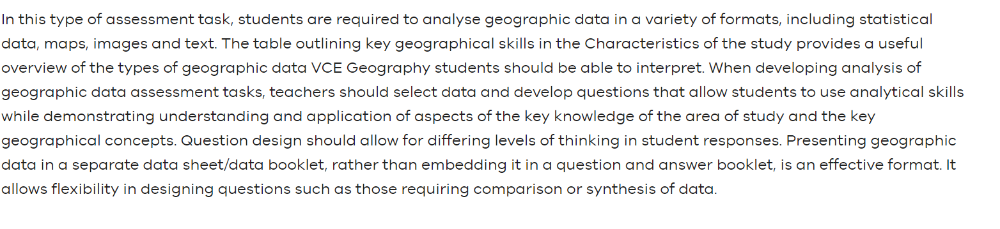 In this type of assessment task, students are required to analyse geographic data in a variety of formats, including statistical
data, maps, images and text. The table outlining key geographical skills in the Characteristics of the study provides a useful
overview of the types of geographic data VCE Geography students should be able to interpret. When developing analysis of
geographic data assessment tasks, teachers should select data and develop questions that allow students to use analytical skills
while demonstrating understanding and application of aspects of the key knowledge of the area of study and the key
geographical concepts. Question design should allow for differing levels of thinking in student responses. Presenting geographic
data in a separate data sheet/data booklet, rather than embedding it in a question and answer booklet, is an effective format. It
allows flexibility in designing questions such as those requiring comparison or synthesis of data.